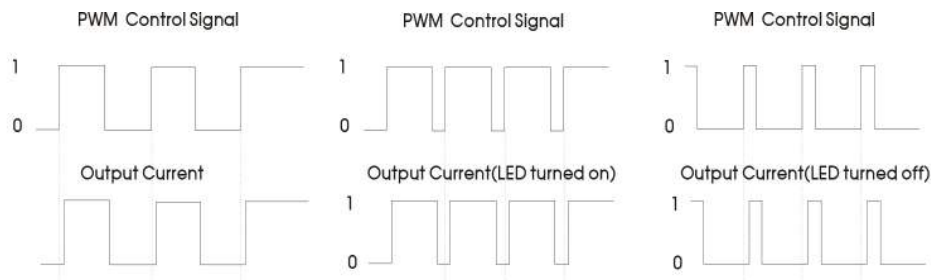 PWM Control Signal
1
0
Output Current
PWM Control Signal
1
0
Output Current(LED turned on)
1
0
PWM Control Signal
1
0
Output Current(LED turned off)
1
0